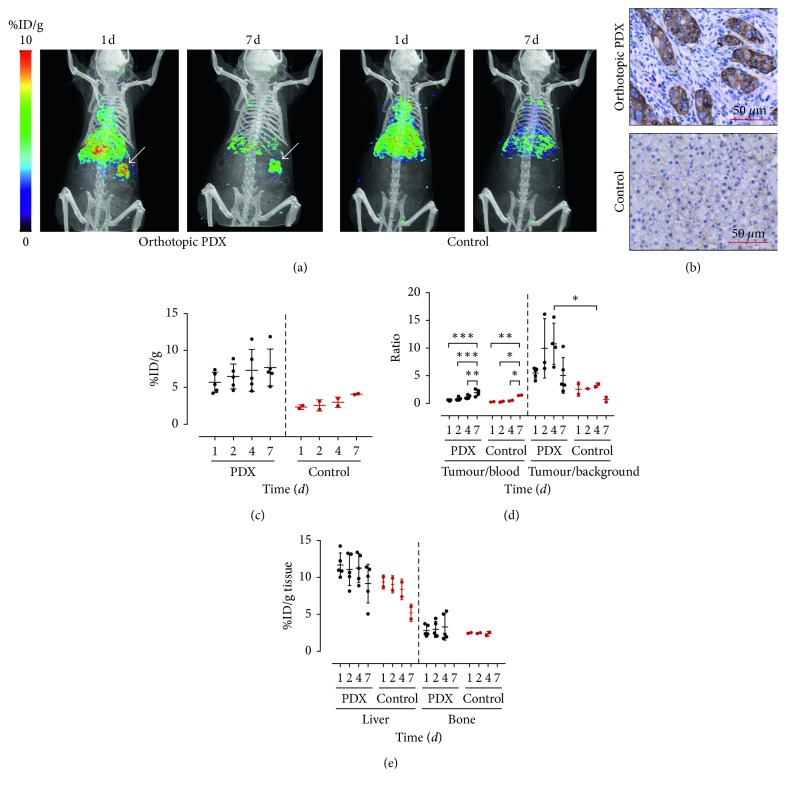 %ID/g
10
0
1 d
7 d
1 d
7 d
Orthotopic PDX
Control
(a)
Orthotopic PDX
50 µm
Control
50 µm
(b)
%ID/g
15
10
5
0
1 2 4 7 1 2 4 7
PDX Control
Time (d)
(c)
Ratio
20
15
10
5
0
*** ** *
*** *
** *
1 2 4 7 1 2 4 7 1 2 4 7 1 2 4 7
PDX Control PDX Control
Tumour/blood Tumour/background
Time (d)
(d)
%ID/g tissue
15
10
5
0
1 2 4 7 1 2 4 7 1 2 4 7 1 2 4 7
PDX Control PDX Control
Liver Bone
Time (d)
(e)